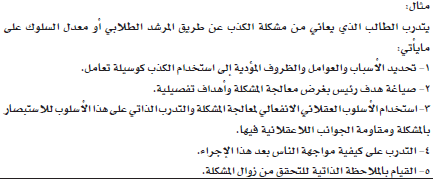 مثال:
يتدرب الطالب الذي يعاني من مشكلة الكذب عن طريق المرشد الطلابي أو معدل السلوك على
مايأتي:
١- تحديد الأسباب والعوامل والظروف المؤدية إلى استخدام الكذب كوسيلة تعامل.
٢- صياغة هدف رئيس بغرض معالجة المشكلة وأهداف تفصيلية.
٣- استخدام الأسلوب العقلاني الانفعالي لمعالجة المشكلة والتدرب الذاتي على هذا الأسلوب للاستبصار
بالمشكلة ومقاومة الجوانب اللاعقلانية فيها.
٤- التدرب على كيفية مواجهة الناس بعد هذا الإجراء.
٥- القيام بالملاحظة الذاتية للتحقق من زوال المشكلة.